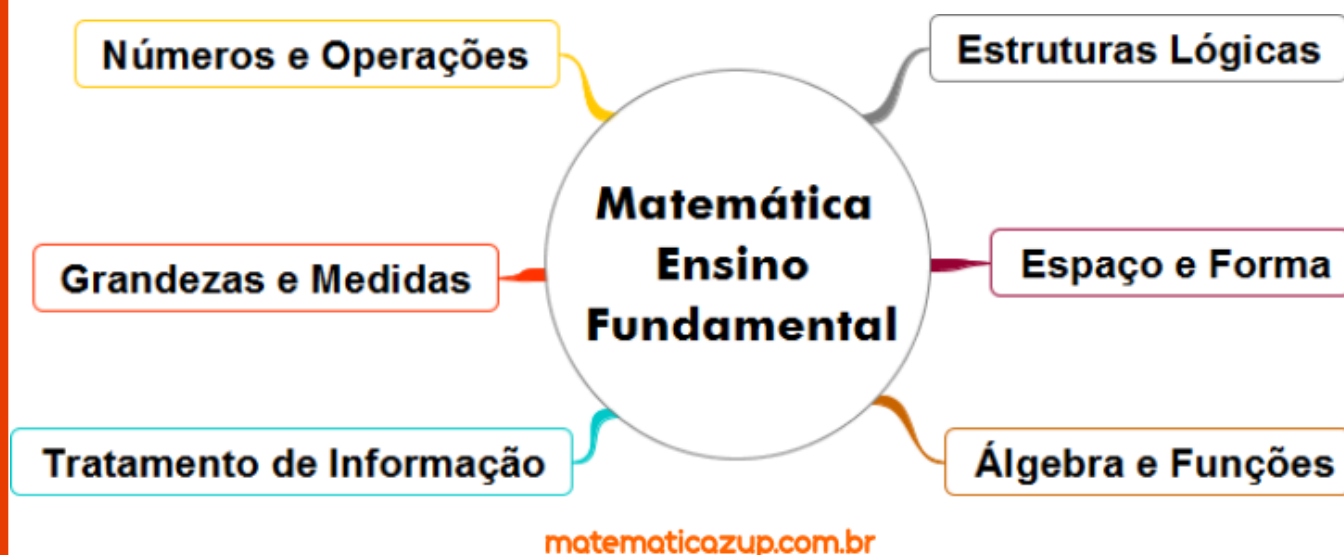 Números e Operações
Estruturas Lógicas
Matemática
Ensino
Fundamental
Grandezas e Medidas
Espaço e Forma
Tratamento de Informação
Álgebra e Funções
matematicazup.com.br